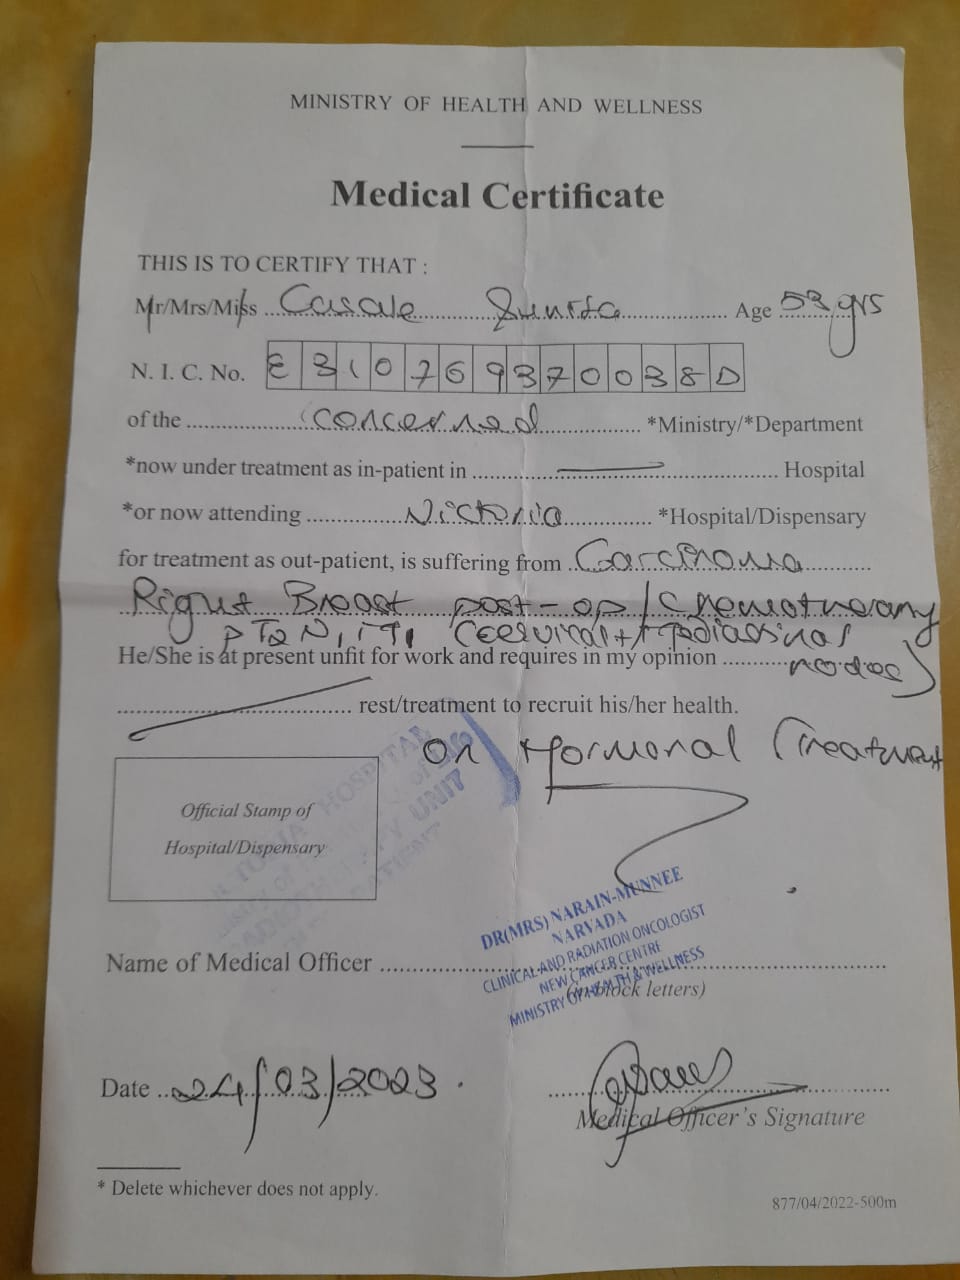 MINISTRY OF HEALTH AND WELLNESS
Medical Certificate
THIS IS TO CERTIFY THAT :
Mr/Mrs/Miss Casale Sunita Age 53 yrs
N. I. C. No. 310769370038D
of the concerned *Ministry/*Department
*now under treatment as in-patient in Hospital
*or now attending Victoria *Hospital/Dispensary
for treatment as out-patient, is suffering from Carcinoma
Right Breast post-op/Chemotherapy
He/She is at present unfit for work and requires in my opinion nodes)
rest/treatment to recruit his/her health.
on Hormonal Treatment
Official Stamp of
Hospital/Dispensary
HOSPITAL
UNIT
DR(MRS) NARAIN-MUNNEE
NARVADA
CLINICAL AND RADIATION ONCOLOGIST
NEW CANCER CENTRE
MINISTRY OF HEALTH & WELLNESS
Name of Medical Officer
(in block letters)
Date 24/03/2023
Medical Officer's Signature
* Delete whichever does not apply.
877/04/2022-500m